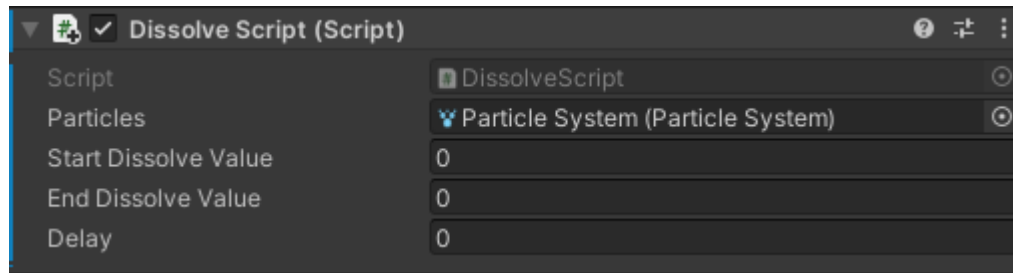 Dissolve Script (Script)
Script DissolveScript
Particles Particle System (Particle System)
Start Dissolve Value 0
End Dissolve Value 0
Delay 0